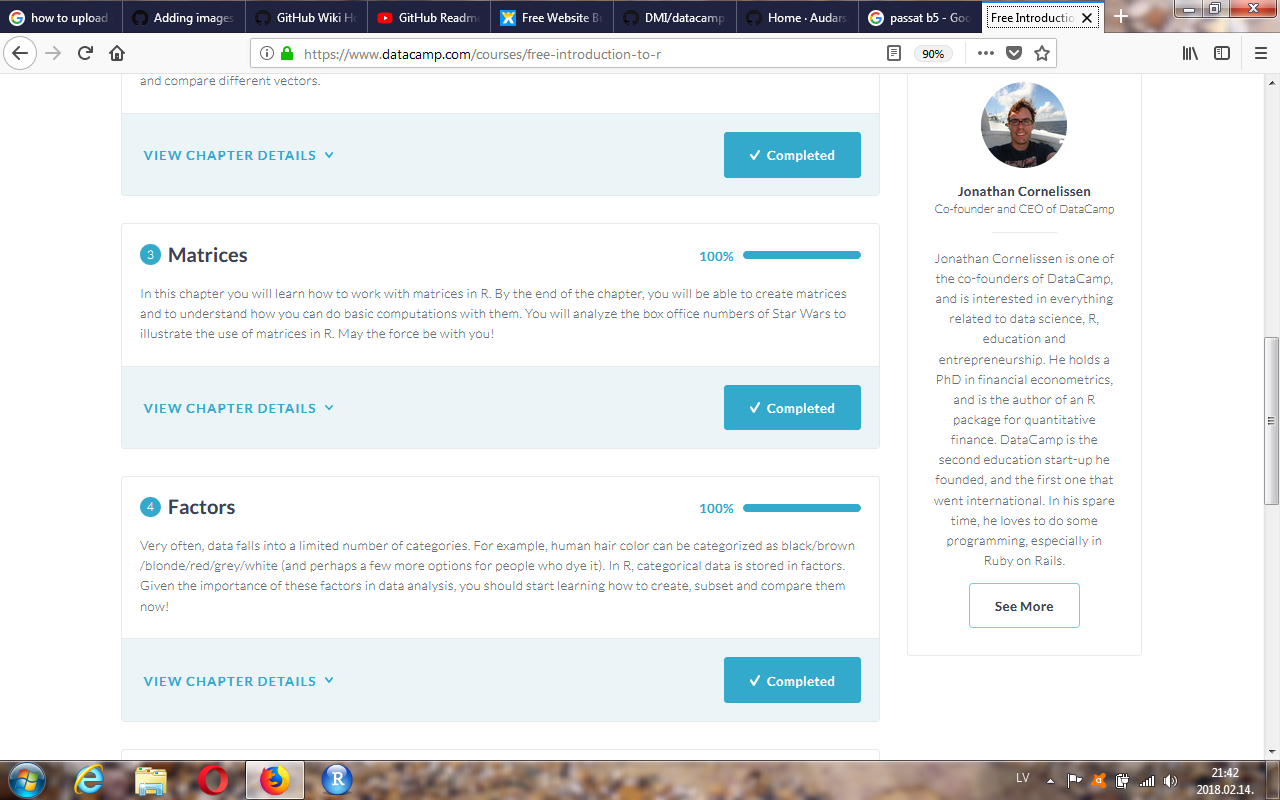 how to upload
Adding images
GitHub Wiki H
GitHub Readm
Free Website B
DMI/datacamp
Home · Audars
passat b5 - Goo
Free Introductio
https://www.datacamp.com/courses/free-introduction-to-r
90%
and compare different vectors.
VIEW CHAPTER DETAILS
Completed
3 Matrices
100%
In this chapter you will learn how to work with matrices in R. By the end of the chapter, you will be able to create matrices
and to understand how you can do basic computations with them. You will analyze the box office numbers of Star Wars to
illustrate the use of matrices in R. May the force be with you!
VIEW CHAPTER DETAILS
Completed
4 Factors
100%
Very often, data falls into a limited number of categories. For example, human hair color can be categorized as black/brown
/blonde/red/grey/white (and perhaps a few more options for people who dye it). In R, categorical data is stored in factors.
Given the importance of these factors in data analysis, you should start learning how to create, subset and compare them
now!
VIEW CHAPTER DETAILS
Completed
Jonathan Cornelissen
Co-founder and CEO of DataCamp
Jonathan Cornelissen is one of
the co-founders of DataCamp,
and is interested in everything
related to data science, R,
education and
entrepreneurship. He holds a
PhD in financial econometrics,
and is the author of an R
package for quantitative
finance. DataCamp is the
second education start-up he
founded, and the first one that
went international. In his spare
time, he loves to do some
programming, especially in
Ruby on Rails.
See More
R
LV
21:42
2018.02.14.